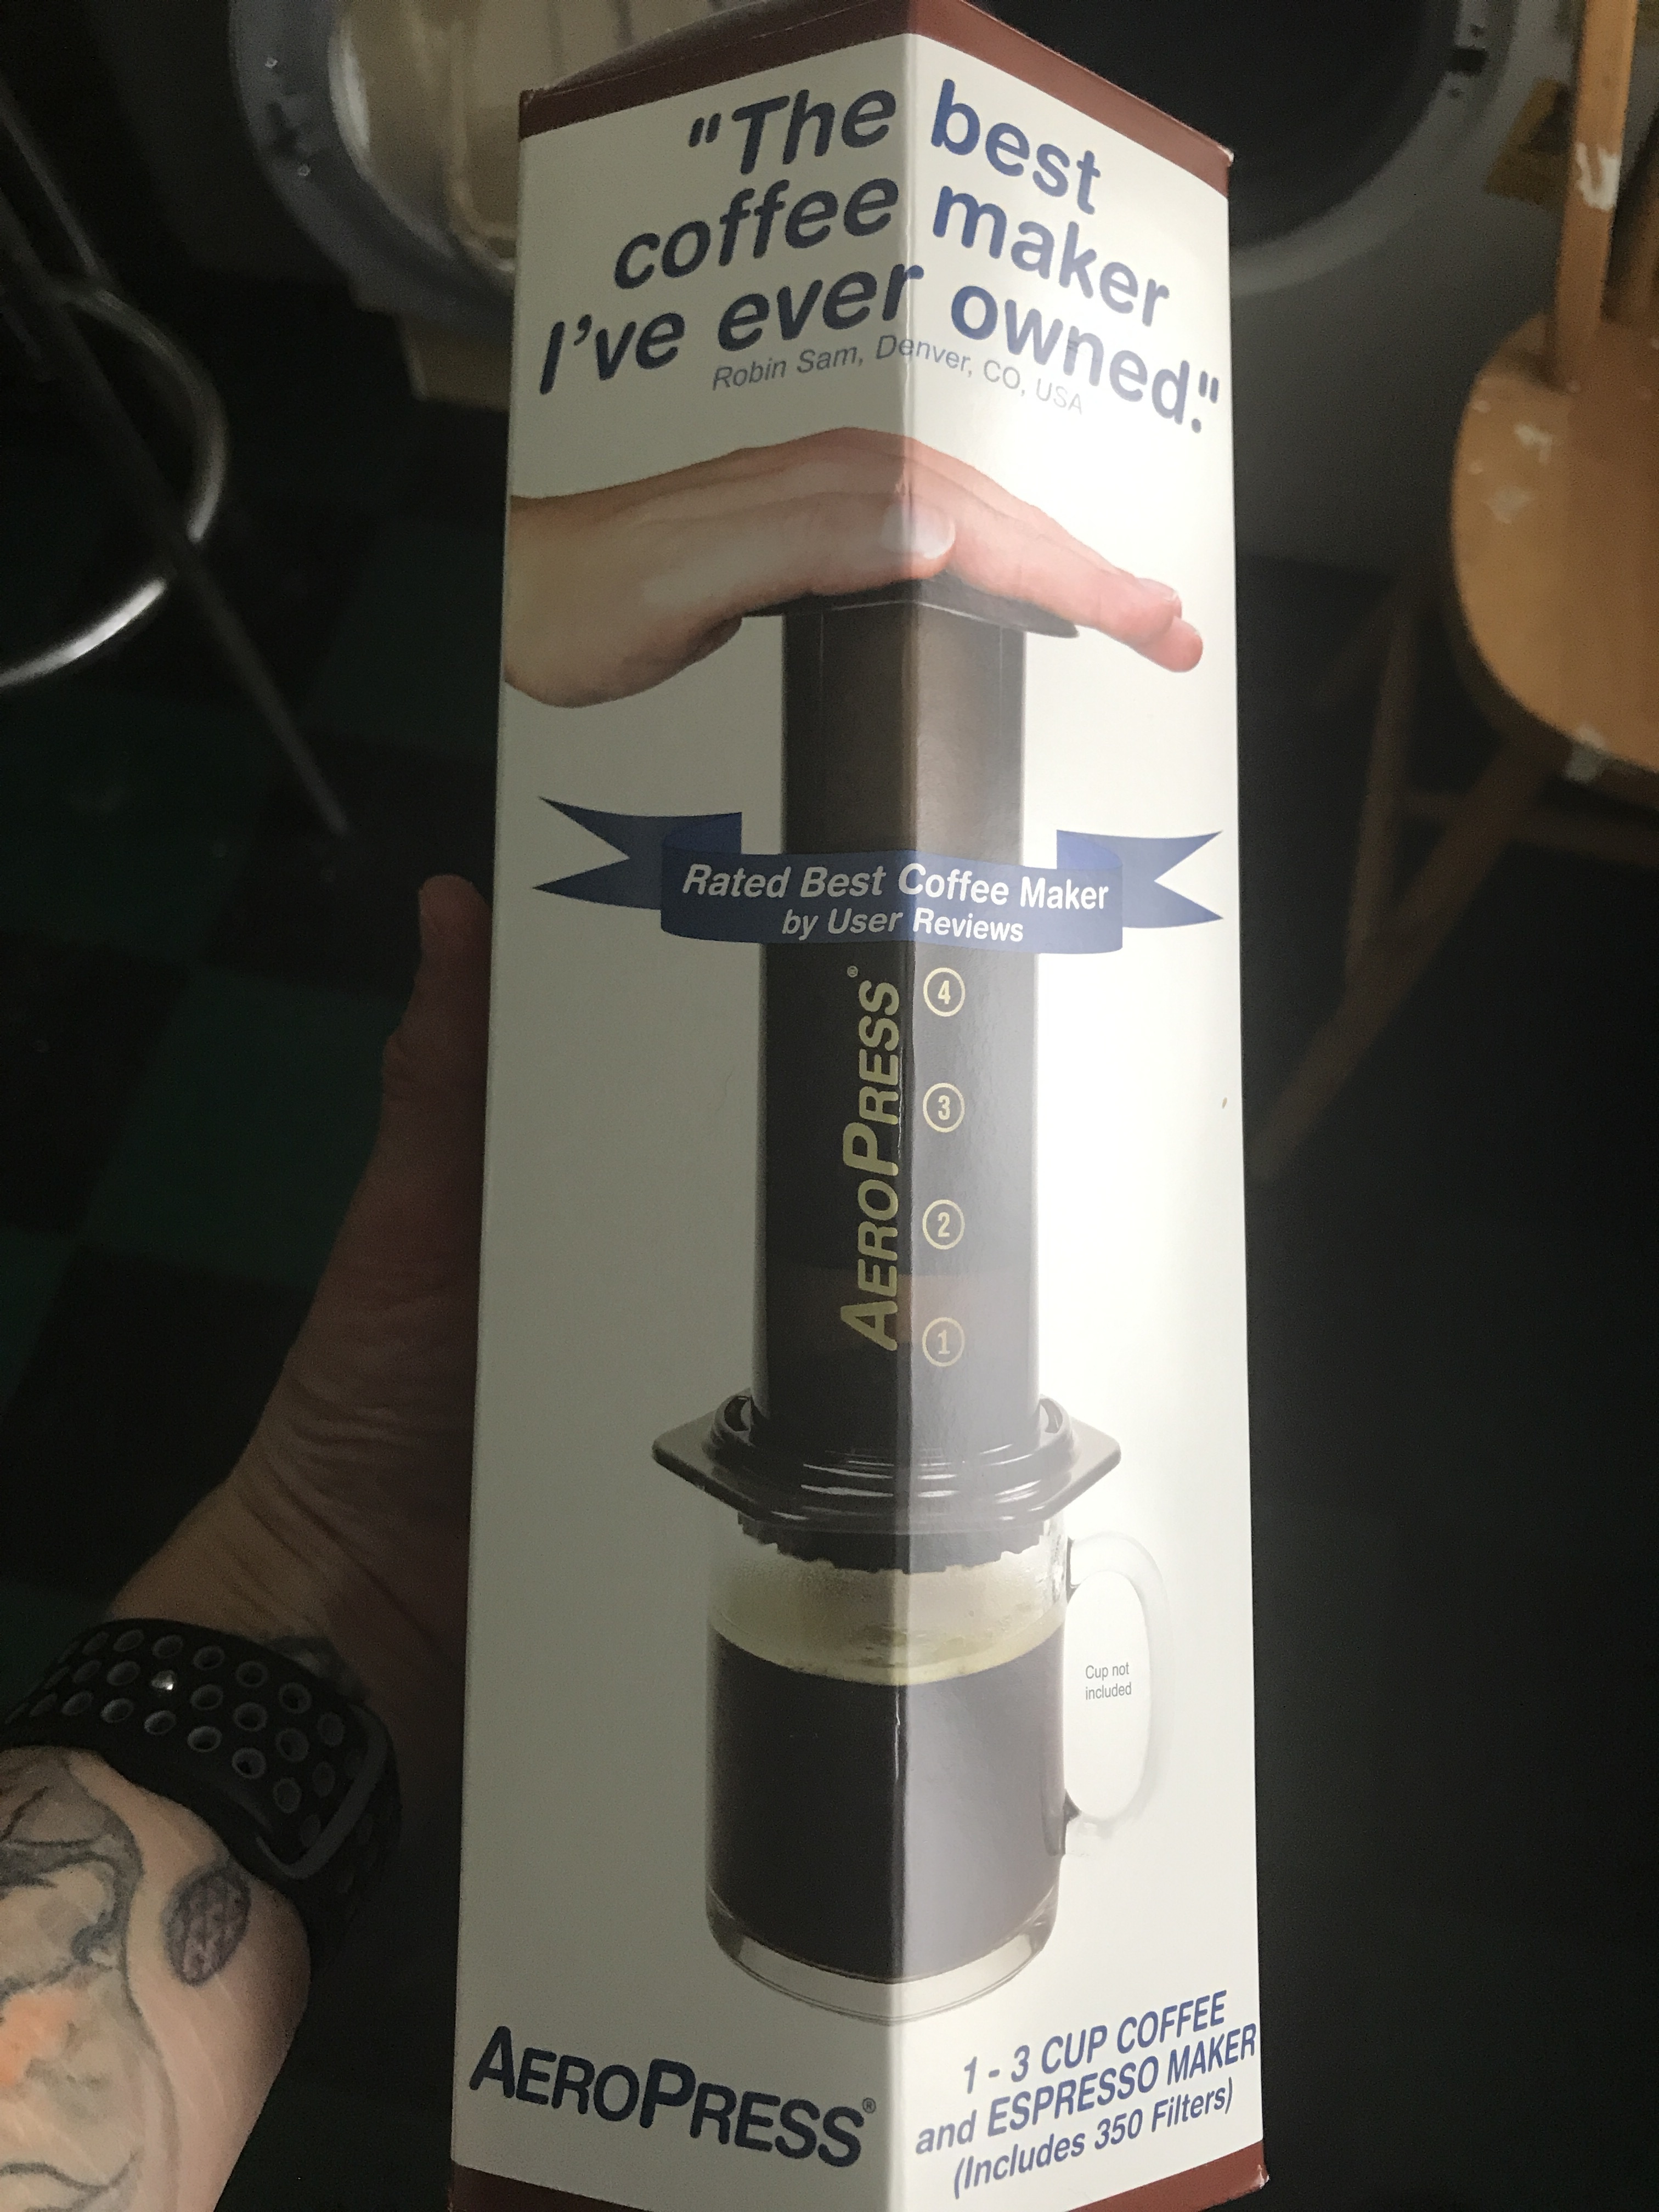 "The best
coffee maker
I've ever owned."
Robin Sam, Denver, CO, USA
Rated Best Coffee Maker
by User Reviews
AEROPRESS®
4
3
2
1
Cup not
included
AEROPRESS®
1 - 3 CUP COFFEE
and ESPRESSO MAKER
(Includes 350 Filters)